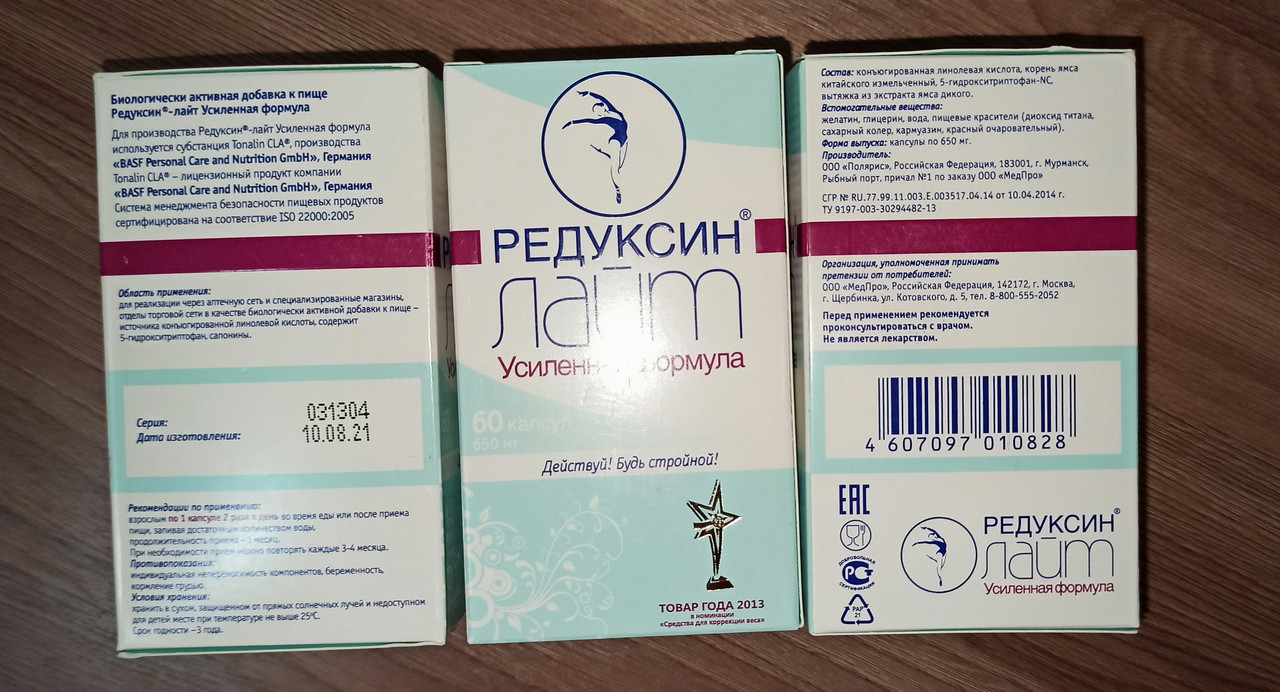 Биологически активная добавка к пище
Редуксин®-лайт Усиленная формула
Для производства Редуксин®-лайт Усиленная формула
используется субстанция Tonalin CLA®, производства
«BASF Personal Care and Nutrition GmbH», Германия
Tonalin CLA® – лицензионный продукт компании
«BASF Personal Care and Nutrition GmbH», Германия
Система менеджмента безопасности пищевых продуктов
сертифицирована на соответствие ISO 22000:2005
Область применения:
для реализации через аптечную сеть и специализированные магазины,
отделы торговой сети в качестве биологически активной добавки к пище –
источника конъюгированной линолевой кислоты, содержит
5-гидрокситриптофан, сапонины.
Серия: 031304
Дата изготовления: 10.08.21
Рекомендации по применению:
взрослым по 1 капсуле 2 раза в день во время еды или после приема
пищи, запивая достаточным количеством воды,
продолжительность приема – 1 месяц.
При необходимости прием можно повторять каждые 3-4 месяца.
Противопоказания:
индивидуальная непереносимость компонентов, беременность,
кормление грудью.
Условия хранения:
хранить в сухом, защищенном от прямых солнечных лучей и недоступном
для детей месте при температуре не выше 25°С.
Срок годности –3 года.
РЕДУКСИН®
лайт
Усиленная формула
60 капсул
650 мг
Действуй! Будь стройной!
ТОВАР ГОДА 2013
в номинации
«Средства для коррекции веса»
Состав: конъюгированная линолевая кислота, корень ямса
китайского измельченный, 5-гидрокситриптофан-NC,
вытяжка из экстракта ямса дикого.
Вспомогательные вещества:
желатин, глицерин, вода, пищевые красители (диоксид титана,
сахарный колер, кармуазин, красный очаровательный).
Форма выпуска: капсулы по 650 мг.
Производитель:
ООО «Полярис», Российская Федерация, 183001, г. Мурманск,
Рыбный порт, причал №1 по заказу ООО «МедПро»
СГР № RU.77.99.11.003.Е.003517.04.14 от 10.04.2014 г.
ТУ 9197-003-30294482-13
Организация, уполномоченная принимать
претензии от потребителей:
ООО «МедПро», Российская Федерация, 142172, г. Москва,
г. Щербинка, ул. Котовского, д. 5, тел. 8-800-555-2052
Перед применением рекомендуется
проконсультироваться с врачом.
Не является лекарством.
4 607097 010828
ЕАС
ДОБРОВОЛЬНАЯ
РСТ
СЕРТИФИКАЦИЯ
PAP
21
РЕДУКСИН®
лайт
Усиленная формула